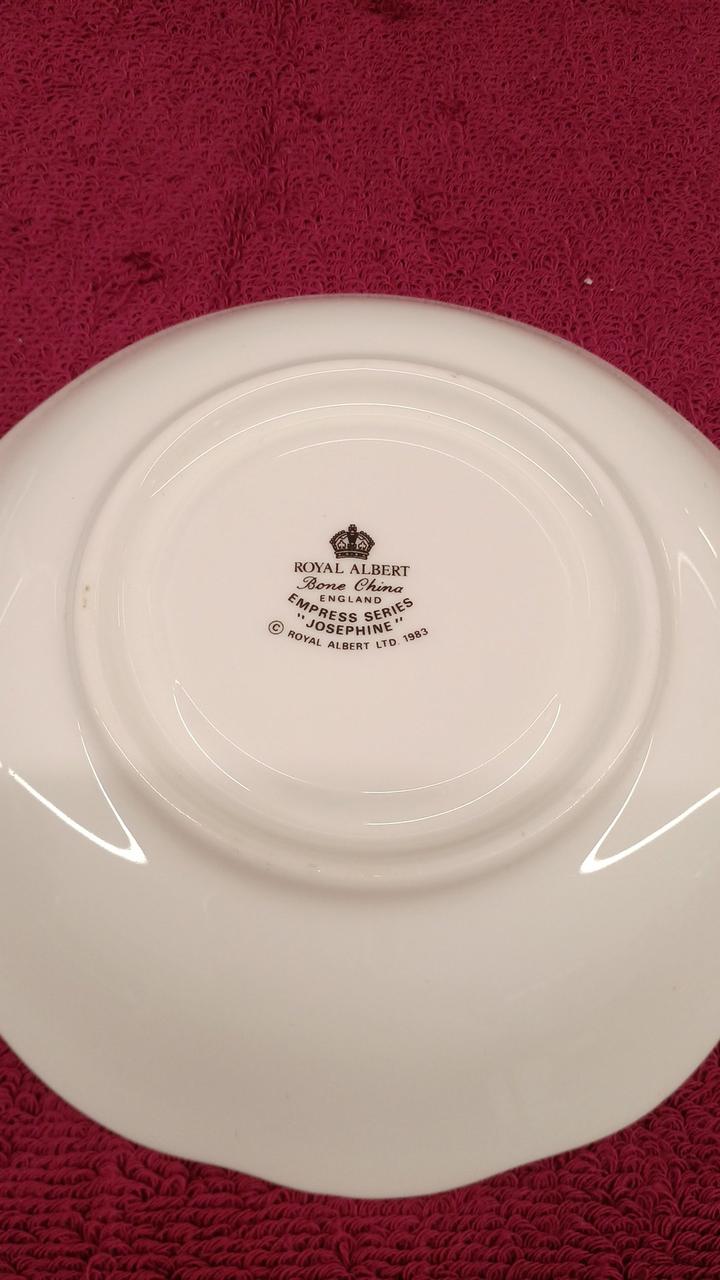 ROYAL ALBERT
Bone China
ENGLAND
EMPRESS SERIES
"JOSEPHINE"
© ROYAL ALBERT LTD. 1983